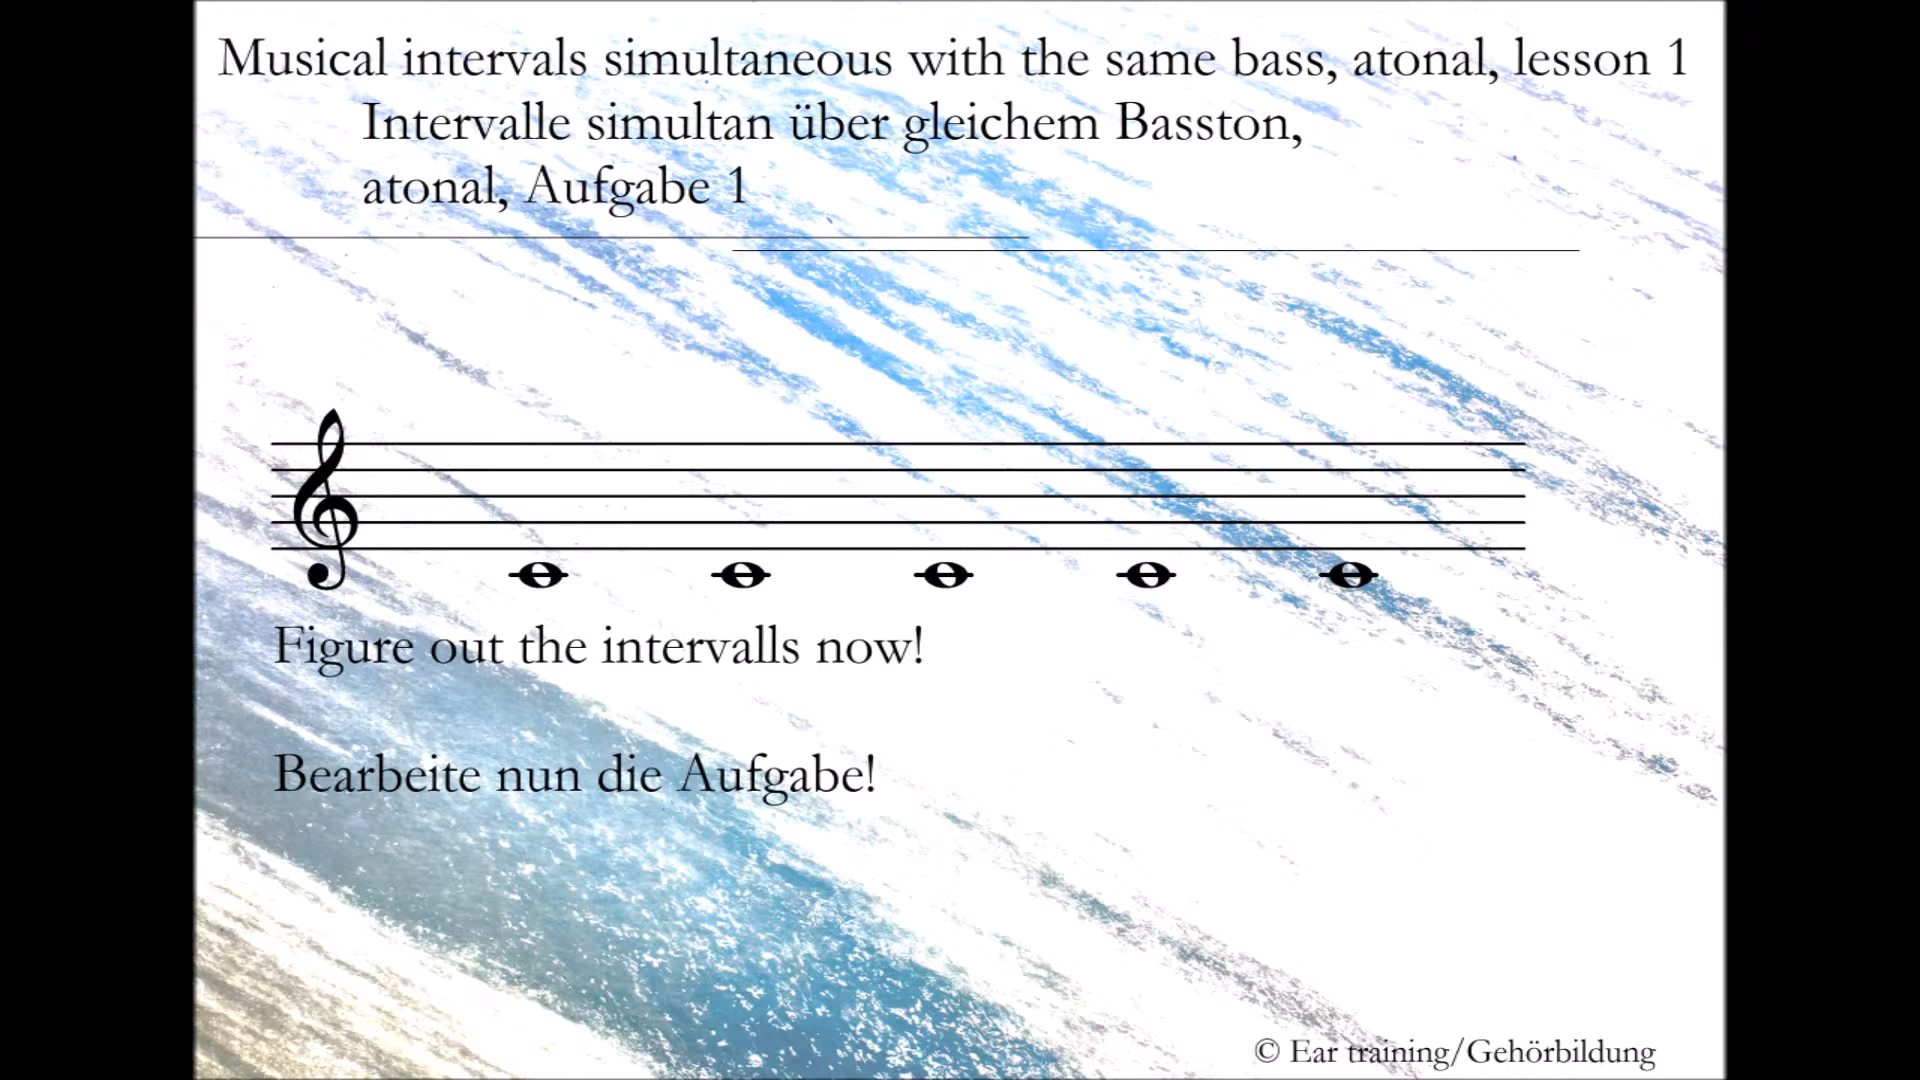 Musical intervals simultaneous with the same bass, atonal, lesson 1
Intervalle simultan über gleichem Basston,
atonal, Aufgabe 1
Figure out the intervalls now!
Bearbeite nun die Aufgabe!
© Ear training/Gehörbildung